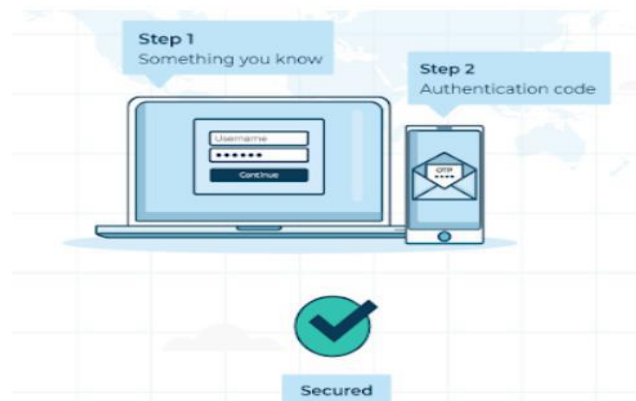 Step 1
Something you know
Step 2
Authentication code
Username
Continue
OTP
Secured